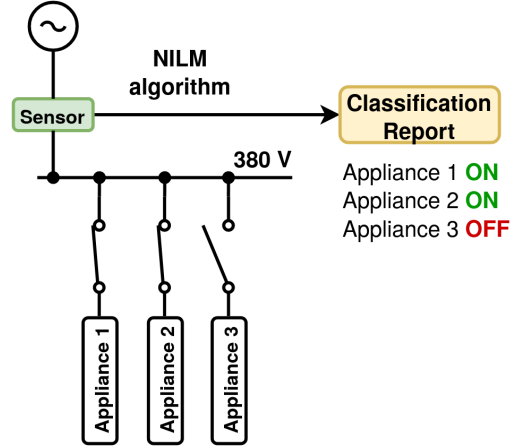 NILM
algorithm
Sensor
Classification
Report
380 V
Appliance 1 ON
Appliance 2 ON
Appliance 3 OFF
Appliance 1
Appliance 2
Appliance 3